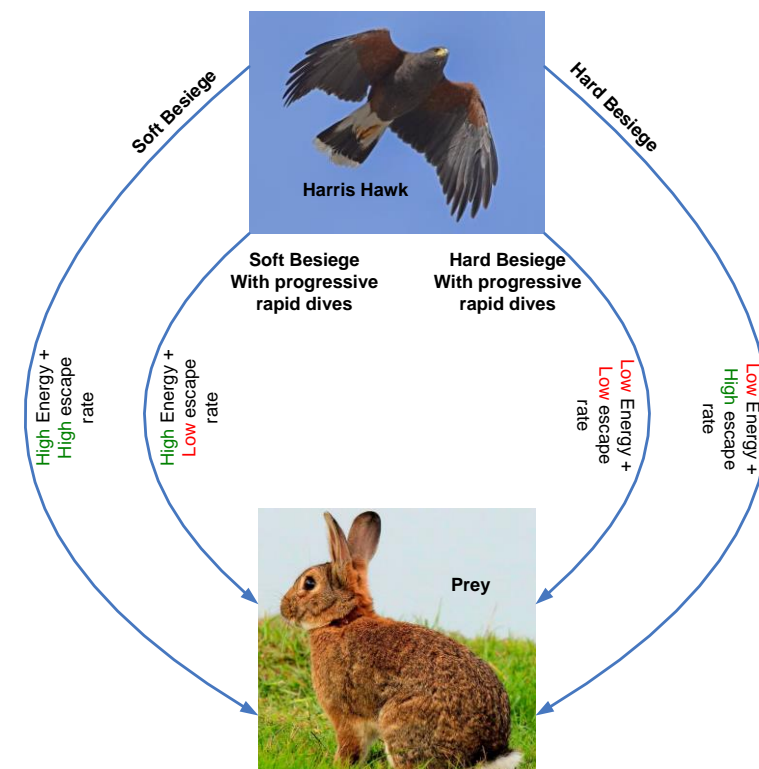 Soft Besiege
Hard Besiege
Harris Hawk
Soft Besiege
With progressive
rapid dives
Hard Besiege
With progressive
rapid dives
High Energy +
High escape
rate
High Energy +
Low escape
rate
Low Energy +
Low escape
rate
Low Energy +
High escape
rate
Prey